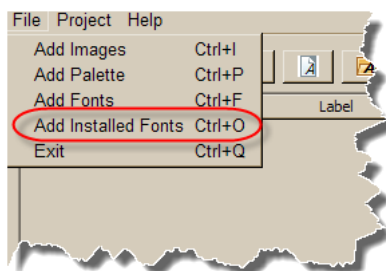 File Project Help
Add Images Ctrl+I
Add Palette Ctrl+P
Add Fonts Ctrl+F
Label
Add Installed Fonts Ctrl+O
Exit Ctrl+Q